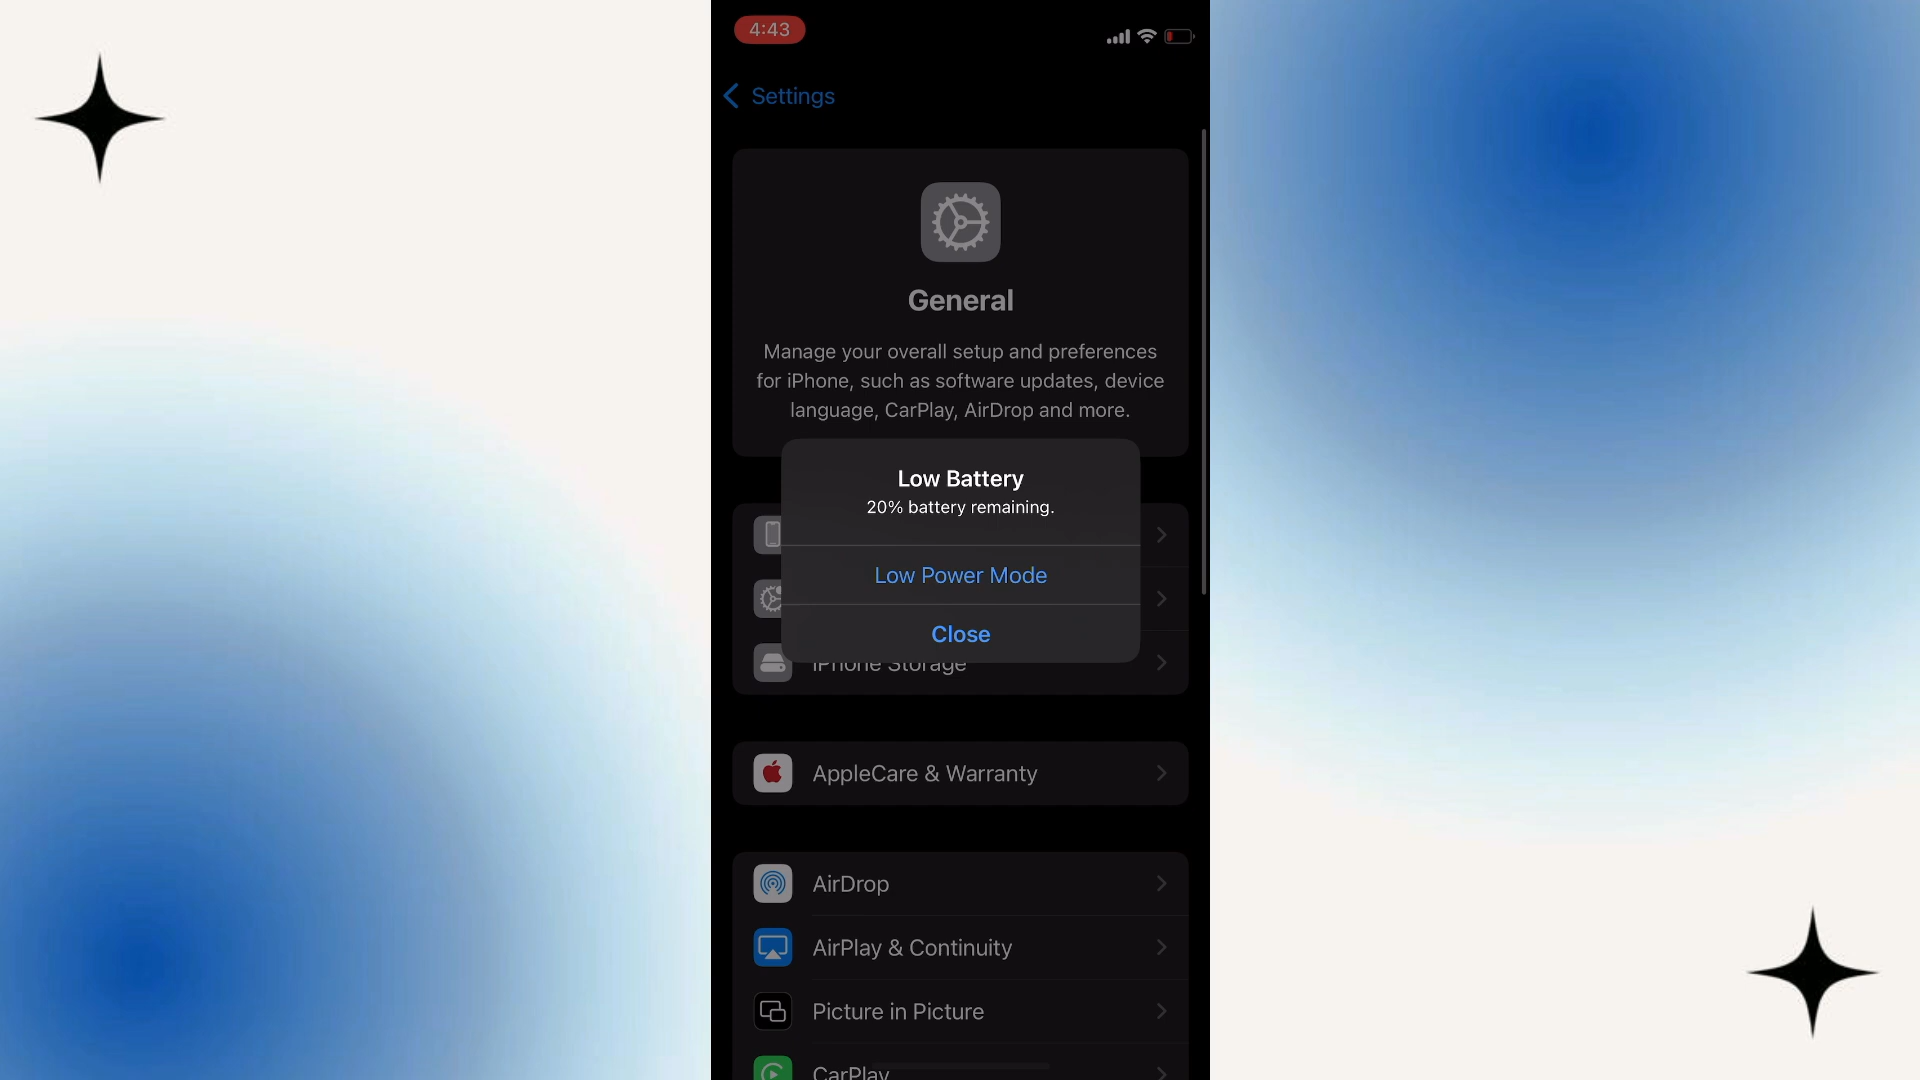 4:43
Settings
General
Manage your overall setup and preferences
for iPhone, such as software updates, device
language, CarPlay, AirDrop and more.
Low Battery
20% battery remaining.
Low Power Mode
Close
iPhone Storage
AppleCare & Warranty
AirDrop
AirPlay & Continuity
Picture in Picture
CarPlay